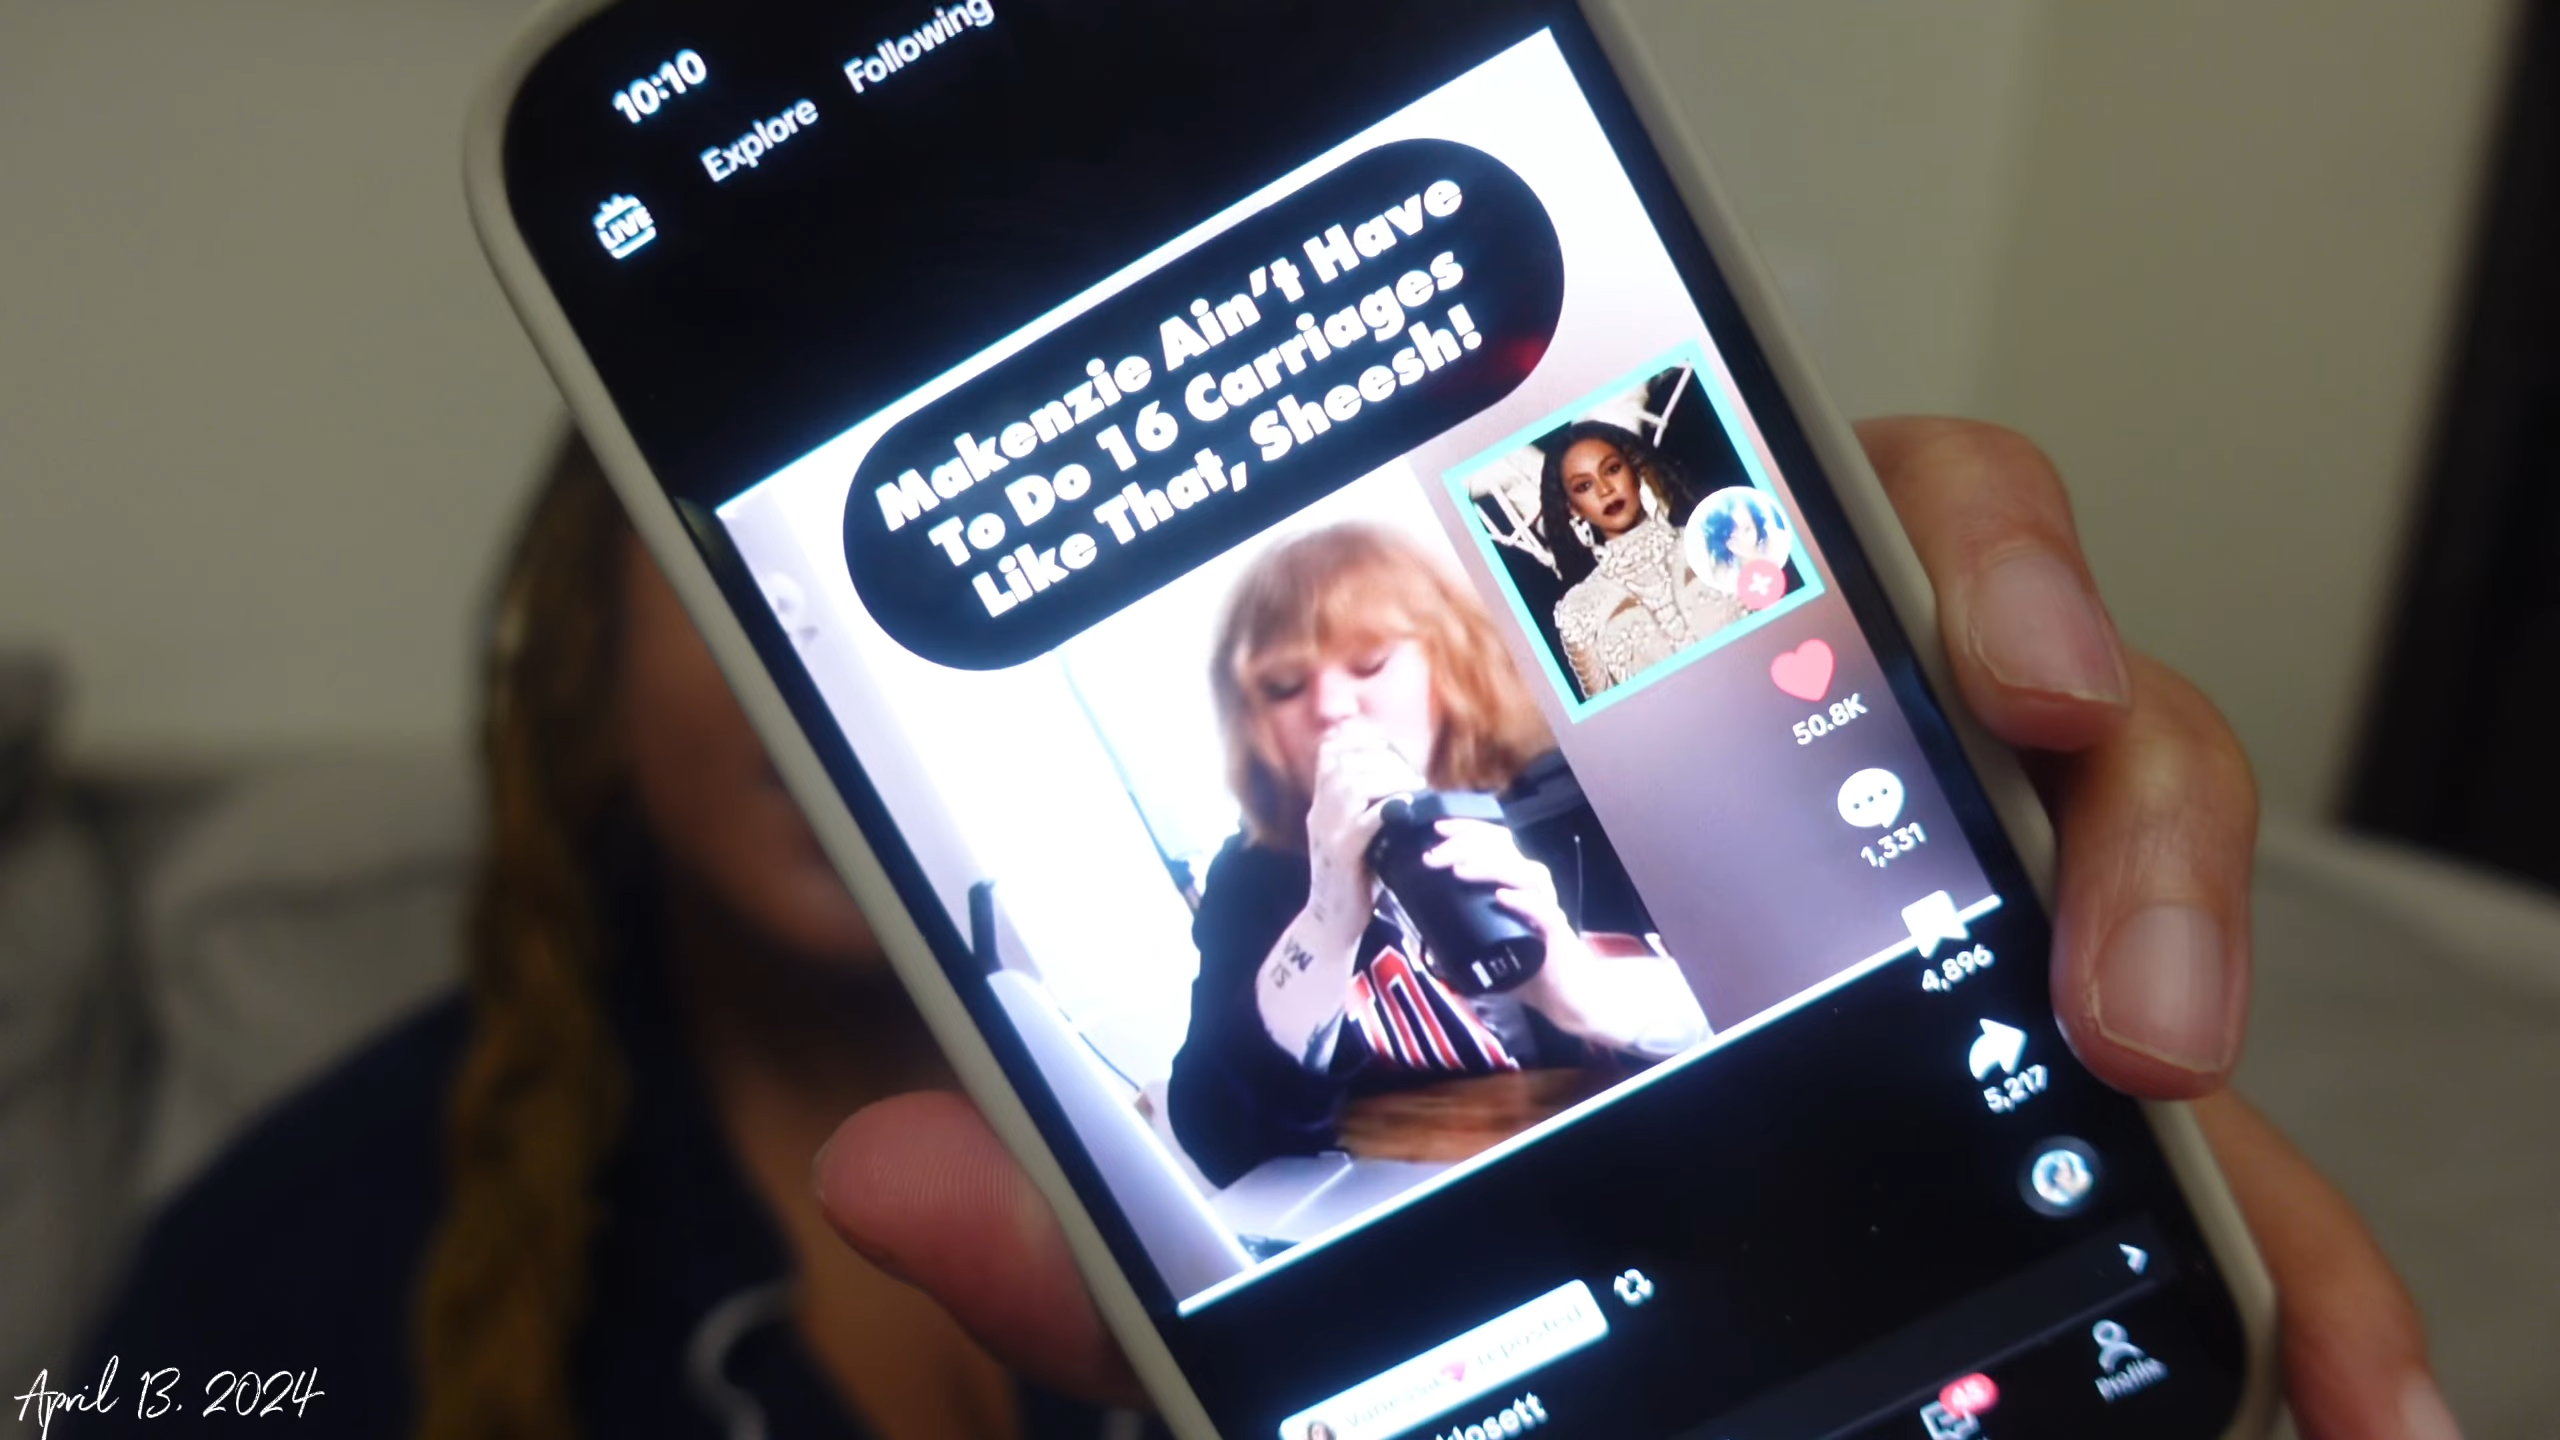 10:10
Explore Following
LIVE
Makenzie Ain't Have
To Do 16 Carriages
Like That, Sheesh!
50.8K
1,331
4,896
5,217
reposted
Profile
April 13. 2024